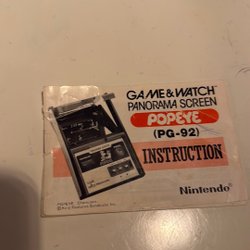 GAME&WATCH
PANORAMA SCREEN
POPEYE
(PG-92)
INSTRUCTION
Nintendo